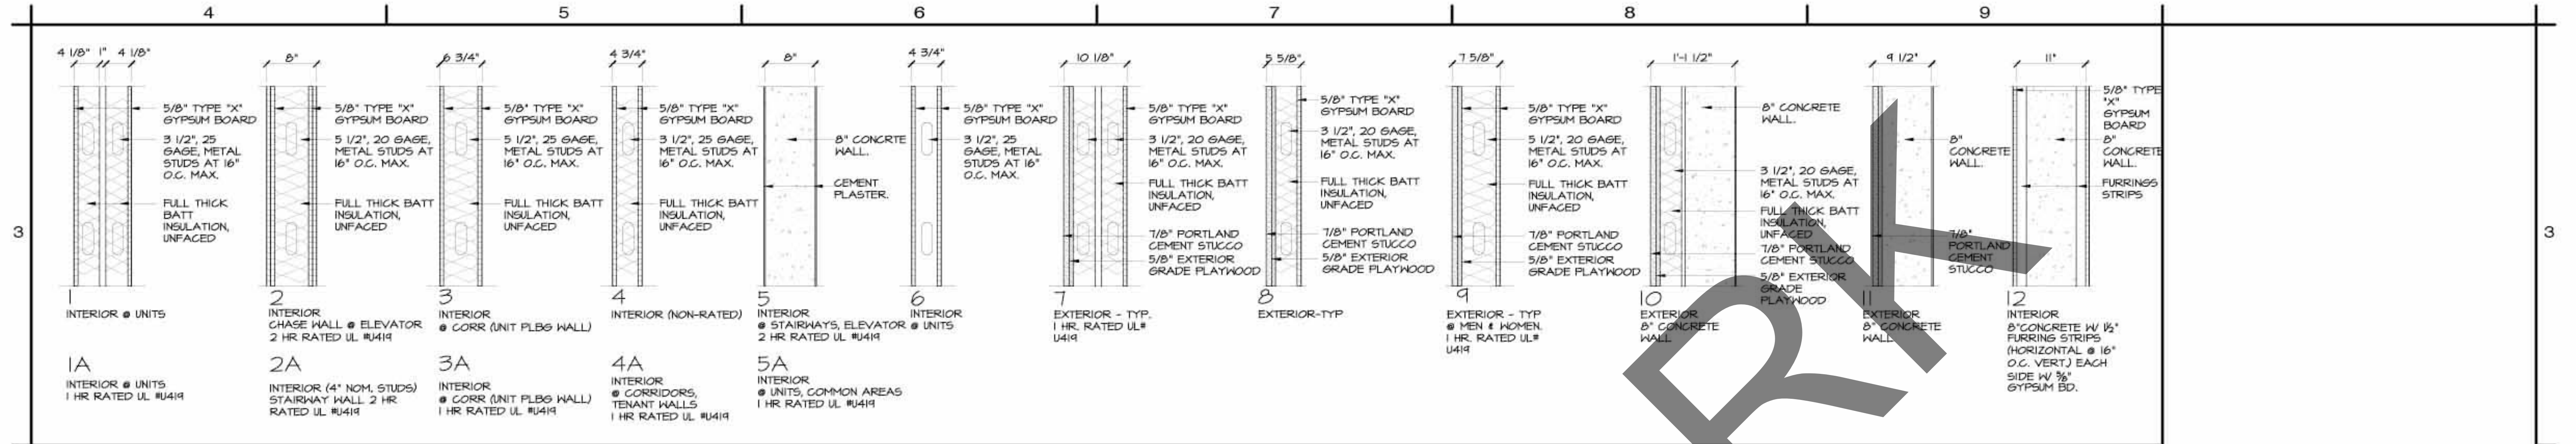 4 5 6 7 8 9
3
3
4 1/8" 1" 4 1/8"
5/8" TYPE "X"
GYPSUM BOARD
3 1/2", 25
GAGE, METAL
STUDS AT 16"
O.C. MAX.
FULL THICK
BATT
INSULATION,
UNFACED
1
INTERIOR @ UNITS
1A
INTERIOR @ UNITS
1 HR RATED UL #U419
8"
5/8" TYPE "X"
GYPSUM BOARD
5 1/2", 20 GAGE,
METAL STUDS AT
16" O.C. MAX.
FULL THICK BATT
INSULATION,
UNFACED
2
INTERIOR
CHASE WALL @ ELEVATOR
2 HR RATED UL #U419
2A
INTERIOR (4" NOM. STUDS)
STAIRWAY WALL 2 HR
RATED UL #U419
6 3/4"
5/8" TYPE "X"
GYPSUM BOARD
5 1/2", 25 GAGE,
METAL STUDS AT
16" O.C. MAX.
FULL THICK BATT
INSULATION,
UNFACED
3
INTERIOR
@ CORR (UNIT PLBG WALL)
3A
INTERIOR
@ CORR (UNIT PLBG WALL)
1 HR RATED UL #U419
4 3/4"
5/8" TYPE "X"
GYPSUM BOARD
3 1/2", 25 GAGE,
METAL STUDS AT
16" O.C. MAX.
FULL THICK BATT
INSULATION,
UNFACED
4
INTERIOR (NON-RATED)
4A
INTERIOR
@ CORRIDORS,
TENANT WALLS
1 HR RATED UL #U419
8"
8" CONCRTE
WALL.
CEMENT
PLASTER.
5
INTERIOR
@ STAIRWAYS, ELEVATOR
2 HR RATED UL #U419
5A
INTERIOR
@ UNITS, COMMON AREAS
1 HR RATED UL #U419
4 3/4"
5/8" TYPE "X"
GYPSUM BOARD
3 1/2", 25
GAGE, METAL
STUDS AT 16"
O.C. MAX.
6
INTERIOR
@ UNITS
10 1/8"
5/8" TYPE "X"
GYPSUM BOARD
3 1/2", 20 GAGE,
METAL STUDS AT
16" O.C. MAX.
FULL THICK BATT
INSULATION,
UNFACED
7/8" PORTLAND
CEMENT STUCCO
5/8" EXTERIOR
GRADE PLAYWOOD
7
EXTERIOR - TYP.
1 HR. RATED UL#
U419
5 5/8"
5/8" TYPE "X"
GYPSUM BOARD
3 1/2", 20 GAGE,
METAL STUDS AT
16" O.C. MAX.
FULL THICK BATT
INSULATION,
UNFACED
7/8" PORTLAND
CEMENT STUCCO
5/8" EXTERIOR
GRADE PLAYWOOD
8
EXTERIOR-TYP
7 5/8"
5/8" TYPE "X"
GYPSUM BOARD
5 1/2", 20 GAGE,
METAL STUDS AT
16" O.C. MAX.
FULL THICK BATT
INSULATION,
UNFACED
7/8" PORTLAND
CEMENT STUCCO
5/8" EXTERIOR
GRADE PLAYWOOD
9
EXTERIOR - TYP
@ MEN & WOMEN.
1 HR. RATED UL#
U419
1'-1 1/2"
8" CONCRETE
WALL.
3 1/2", 20 GAGE,
METAL STUDS AT
16" O.C. MAX.
FULL THICK BATT
INSULATION,
UNFACED
7/8" PORTLAND
CEMENT STUCCO
5/8" EXTERIOR
GRADE
PLAYWOOD
10
EXTERIOR
8" CONCRETE
WALL
9 1/2"
8"
CONCRETE
WALL.
7/8"
PORTLAND
CEMENT
STUCCO
11
EXTERIOR
8" CONCRETE
WALL
11"
5/8" TYPE
"X"
GYPSUM
BOARD
8"
CONCRETE
WALL.
FURRINGS
STRIPS
12
INTERIOR
8"CONCRETE W/ 1½"
FURRING STRIPS
(HORIZONTAL @ 16"
O.C. VERT.) EACH
SIDE W/ ⅝"
GYPSUM BD.
RK